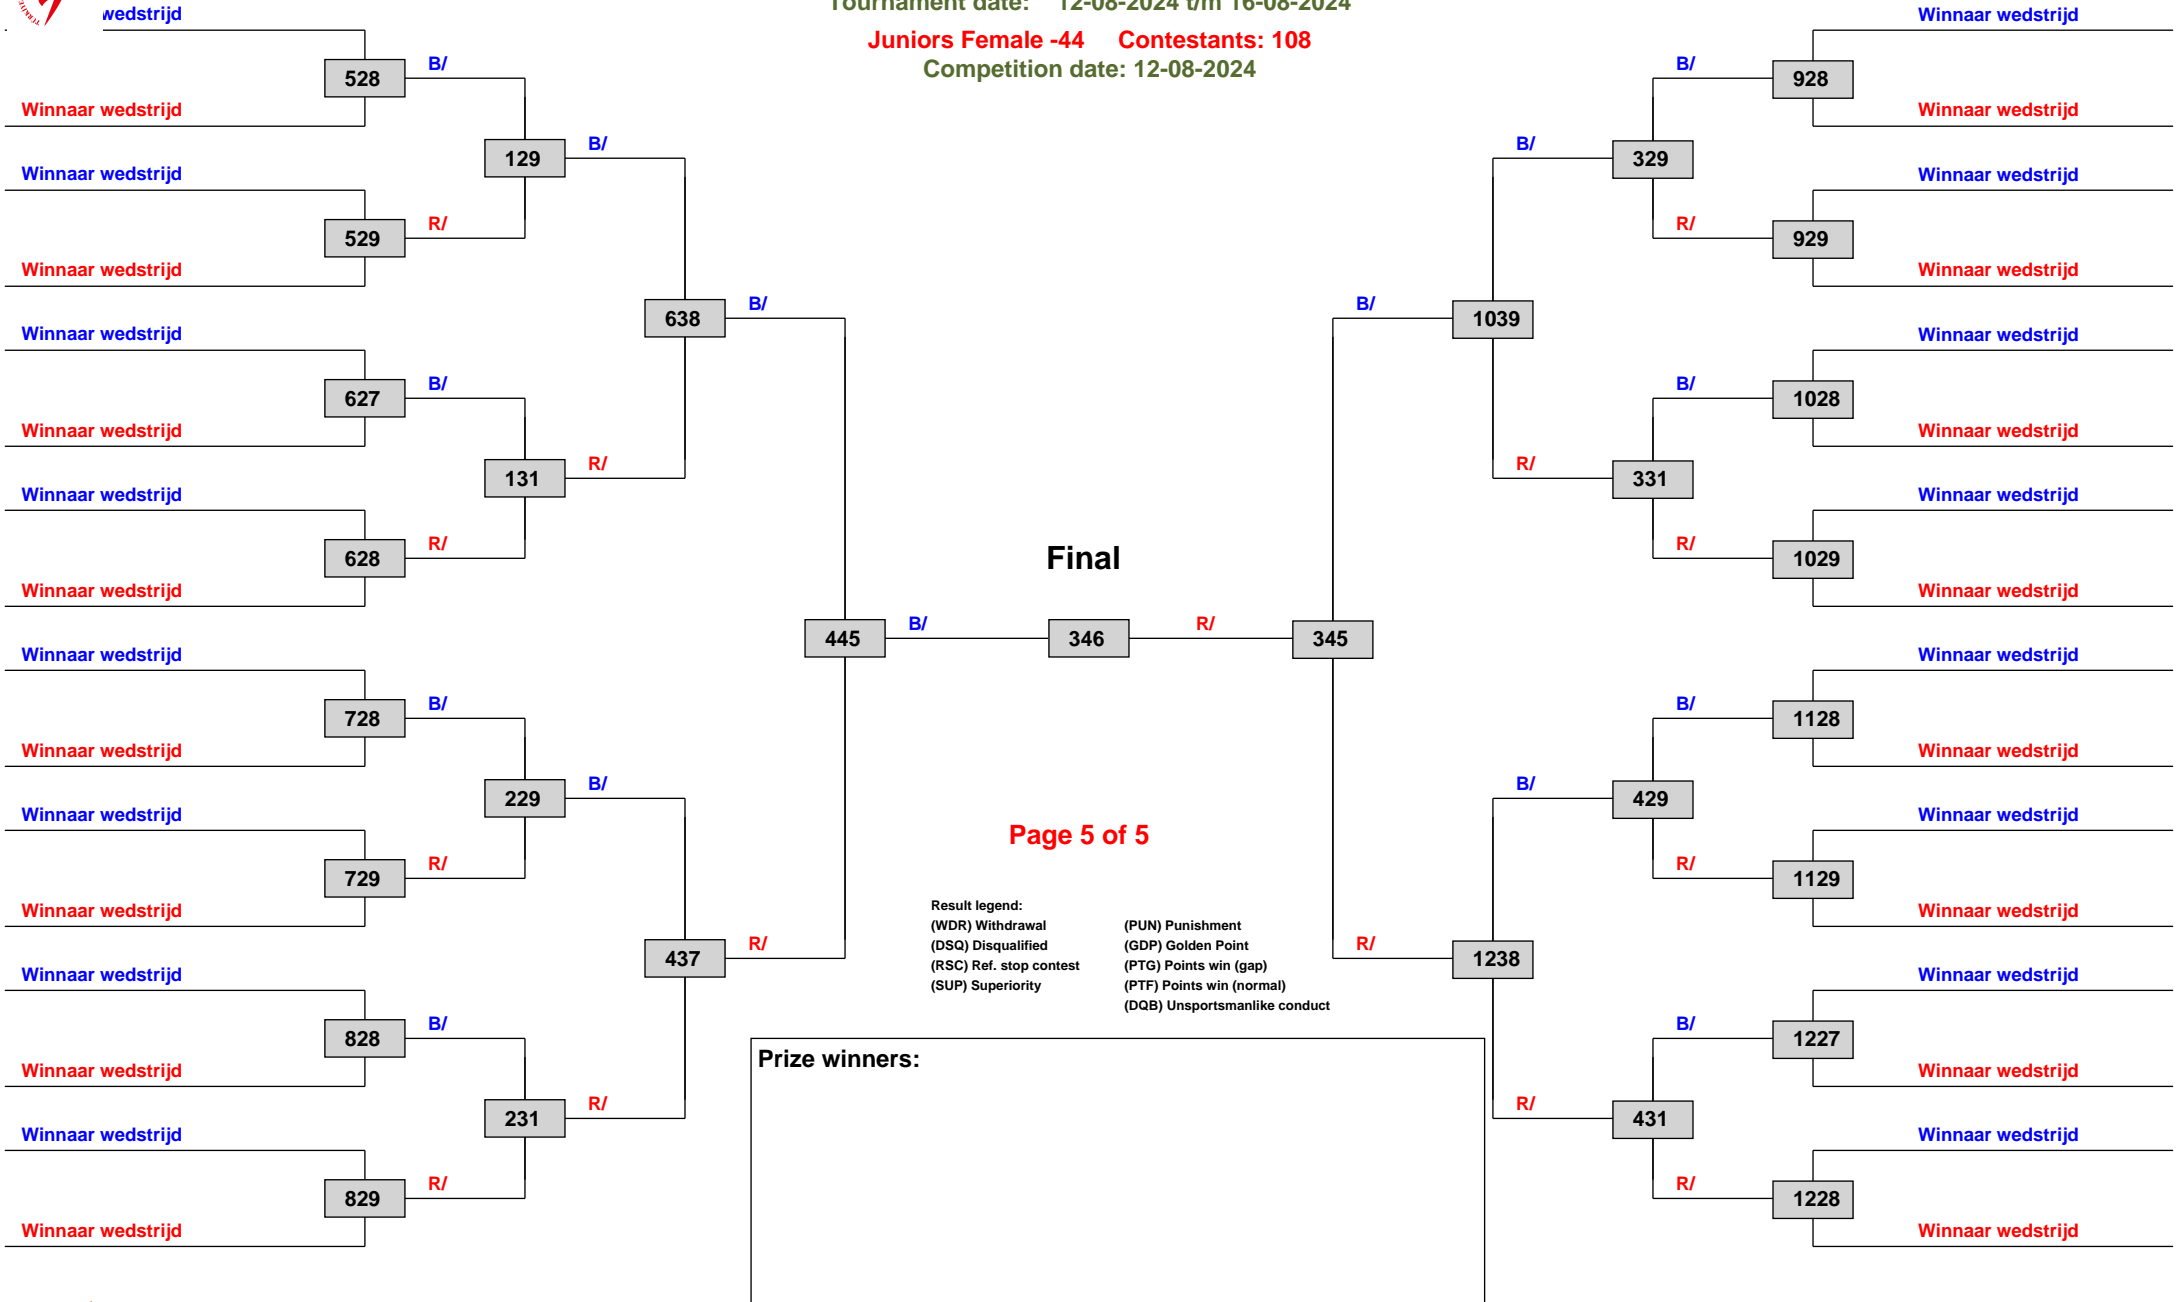 Tournament date: 12-08-2024 t/m 16-08-2024
Juniors Female -44 Contestants: 108
Competition date: 12-08-2024
wedstrijd
528
B/
Winnaar wedstrijd
129
B/
Winnaar wedstrijd
529
R/
Winnaar wedstrijd
638
B/
Winnaar wedstrijd
627
B/
Winnaar wedstrijd
131
R/
Winnaar wedstrijd
628
R/
Winnaar wedstrijd
445
B/
Winnaar wedstrijd
728
B/
Winnaar wedstrijd
229
B/
Winnaar wedstrijd
729
R/
Winnaar wedstrijd
437
R/
Winnaar wedstrijd
828
B/
Winnaar wedstrijd
231
R/
Winnaar wedstrijd
829
R/
Winnaar wedstrijd
Final
346
R/
345
Winnaar wedstrijd
B/
928
Winnaar wedstrijd
B/
329
Winnaar wedstrijd
R/
929
Winnaar wedstrijd
B/
1039
Winnaar wedstrijd
B/
1028
Winnaar wedstrijd
R/
331
Winnaar wedstrijd
R/
1029
Winnaar wedstrijd
Winnaar wedstrijd
B/
1128
Winnaar wedstrijd
B/
429
Winnaar wedstrijd
R/
1129
Winnaar wedstrijd
R/
1238
Winnaar wedstrijd
B/
1227
Winnaar wedstrijd
R/
431
Winnaar wedstrijd
R/
1228
Winnaar wedstrijd
Page 5 of 5
Result legend:
(WDR) Withdrawal (PUN) Punishment
(DSQ) Disqualified (GDP) Golden Point
(RSC) Ref. stop contest (PTG) Points win (gap)
(SUP) Superiority (PTF) Points win (normal)
(DQB) Unsportsmanlike conduct
Prize winners: